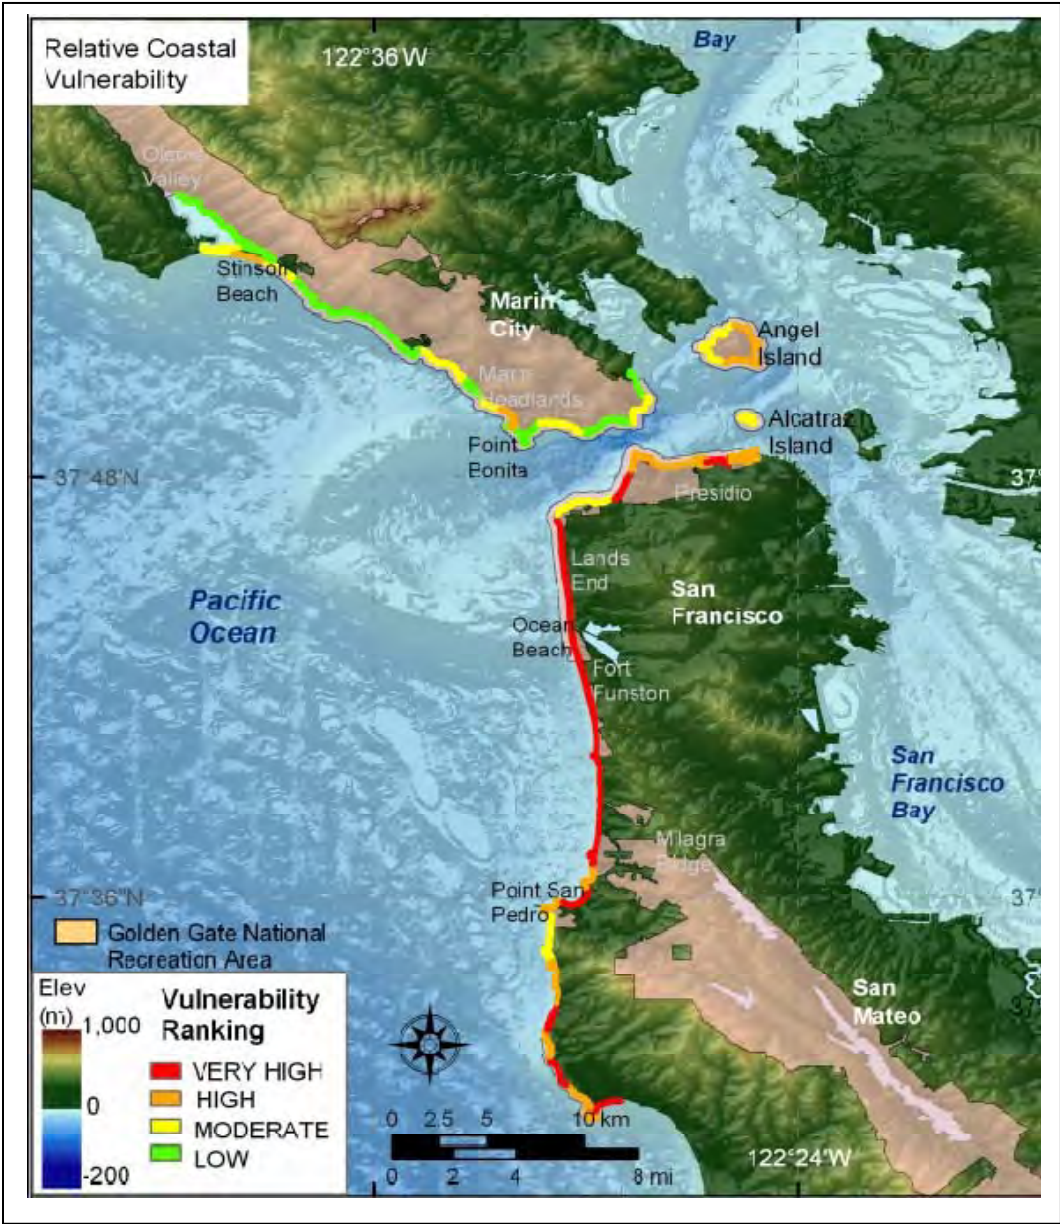 Relative Coastal
Vulnerability
122°36'W
Bay
Olema
Valley
Stinson
Beach
Marin
City
Angel
Island
Marin
Headlands
Alcatraz
Island
Point
Bonita
37°48'N
37°
Presidio
Lands
End
San
Francisco
Pacific
Ocean
Ocean
Beach
Fort
Funston
San
Francisco
Bay
Milagra
Ridge
37°36'N
37°
Point San
Pedro
Golden Gate National
Recreation Area
San
Mateo
37°
Elev
(m)
1,000
0
-200
Vulnerability
Ranking
VERY HIGH
HIGH
MODERATE
LOW
0 2.5 5 10 km
0 2 4 8 mi
122°24'W